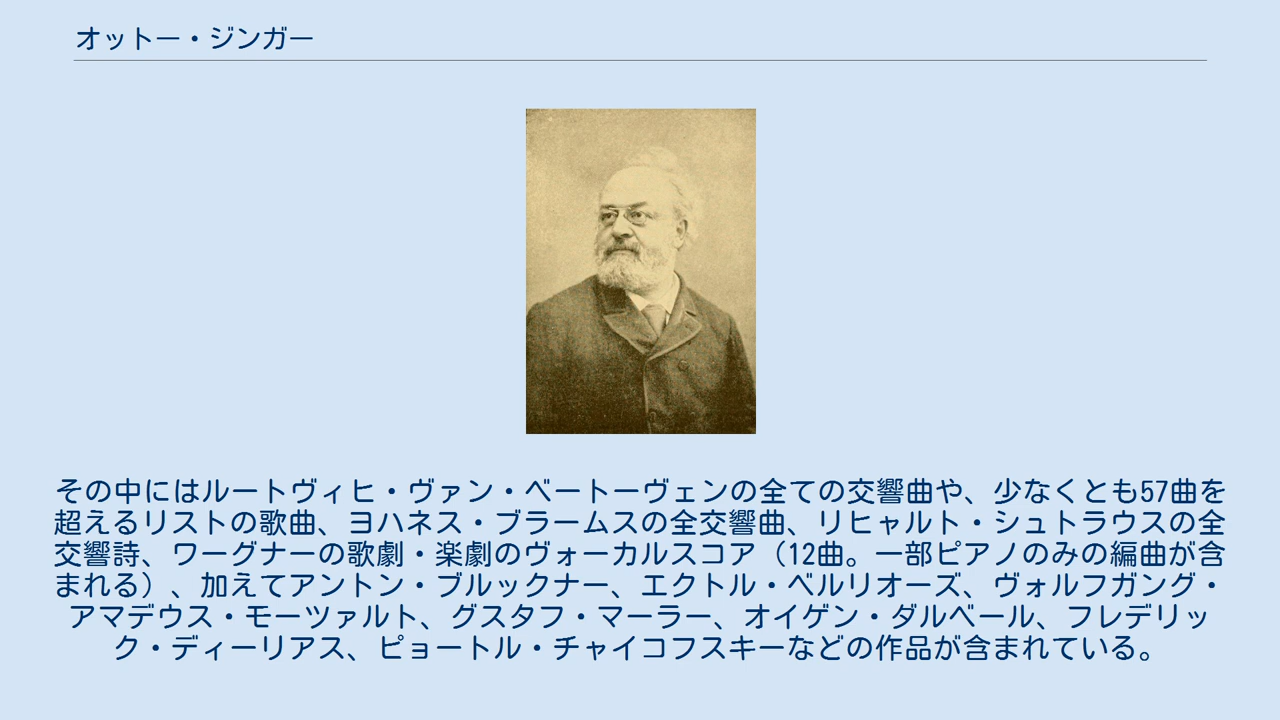 オットー・ジンガー
その中にはルートヴィヒ・ヴァン・ベートーヴェンの全ての交響曲や、少なくとも57曲を
超えるリストの歌曲、ヨハネス・ブラームスの全交響曲、リヒャルト・シュトラウスの全
交響詩、ワーグナーの歌劇・楽劇のヴォーカルスコア（12曲。一部ピアノのみの編曲が含
まれる）、加えてアントン・ブルックナー、エクトル・ベルリオーズ、ヴォルフガング・
アマデウス・モーツァルト、グスタフ・マーラー、オイゲン・ダルベール、フレデリッ
ク・ディーリアス、ピョートル・チャイコフスキーなどの作品が含まれている。